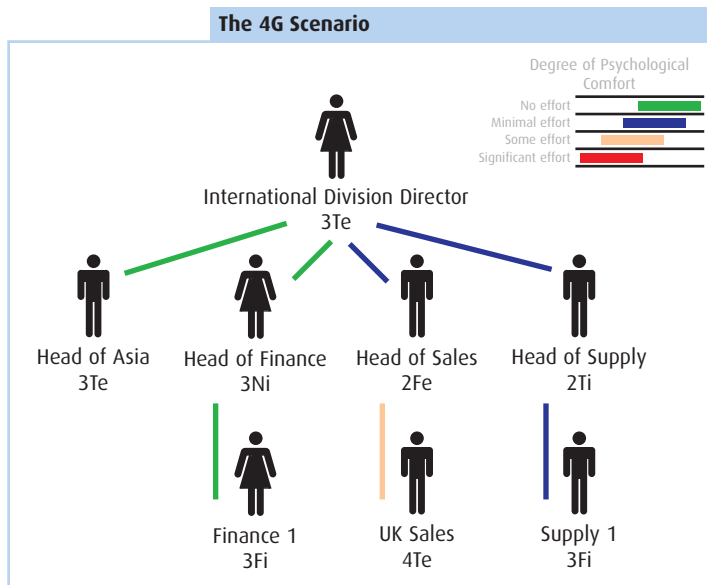 The 4G Scenario
Degree of Psychological
Comfort
No effort
Minimal effort
Some effort
Significant effort
International Division Director
3Te
Head of Asia
3Te
Head of Finance
3Ni
Head of Sales
2Fe
Head of Supply
2Ti
Finance 1
3Fi
UK Sales
4Te
Supply 1
3Fi